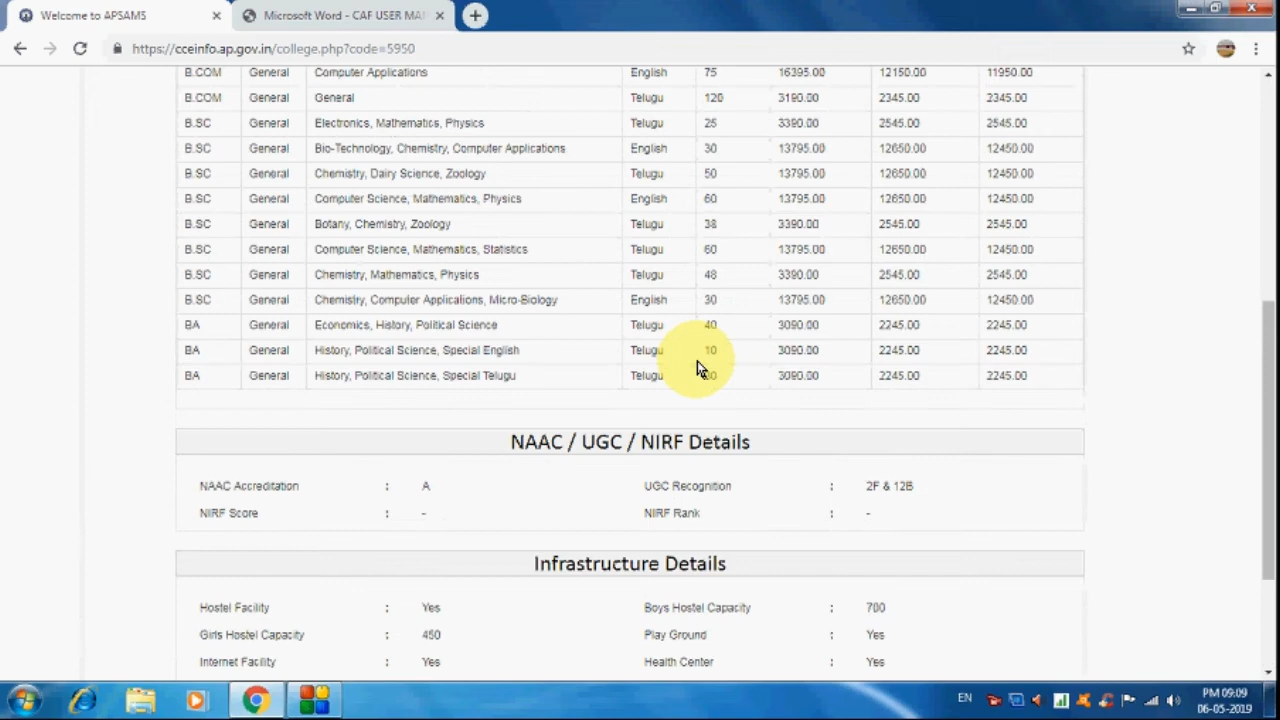 Welcome to APSAMS
Microsoft Word - CAF USER MA
https://cceinfo.ap.gov.in/college.php?code=5950
B.COM General Computer Applications English 75 16395.00 12150.00 11950.00
B.COM General General Telugu 120 3190.00 2345.00 2345.00
B.SC General Electronics, Mathematics, Physics Telugu 25 3390.00 2545.00 2545.00
B.SC General Bio-Technology, Chemistry, Computer Applications English 30 13795.00 12650.00 12450.00
B.SC General Chemistry, Dairy Science, Zoology Telugu 50 13795.00 12650.00 12450.00
B.SC General Computer Science, Mathematics, Physics English 60 13795.00 12650.00 12450.00
B.SC General Botany, Chemistry, Zoology Telugu 38 3390.00 2545.00 2545.00
B.SC General Computer Science, Mathematics, Statistics Telugu 60 13795.00 12650.00 12450.00
B.SC General Chemistry, Mathematics, Physics Telugu 48 3390.00 2545.00 2545.00
B.SC General Chemistry, Computer Applications, Micro-Biology English 30 13795.00 12650.00 12450.00
BA General Economics, History, Political Science Telugu 40 3090.00 2245.00 2245.00
BA General History, Political Science, Special English Telugu 10 3090.00 2245.00 2245.00
BA General History, Political Science, Special Telugu Telugu 3090.00 2245.00 2245.00
NAAC / UGC / NIRF Details
NAAC Accreditation : A UGC Recognition : 2F & 12B
NIRF Score : - NIRF Rank : -
Infrastructure Details
Hostel Facility : Yes Boys Hostel Capacity : 700
Girls Hostel Capacity : 450 Play Ground : Yes
Internet Facility : Yes Health Center : Yes
EN
PM 09:09
06-05-2019